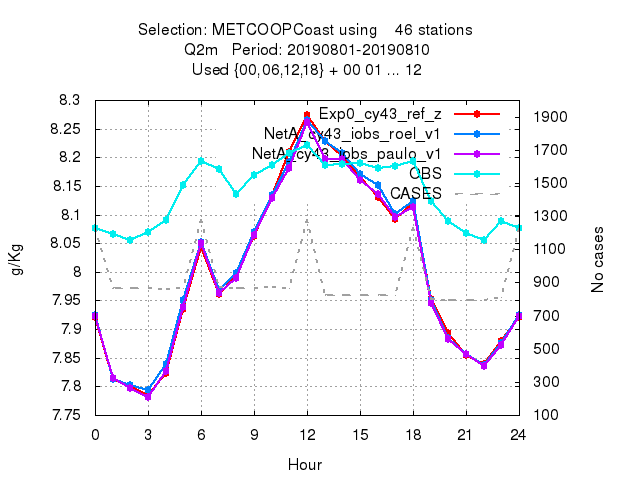 Selection: METCOOPCoast using 46 stations
Q2m Period: 20190801-20190810
Used {00,06,12,18} + 00 01 ... 12
Exp0_cy43_ref_z
NetA_cy43_iobs_roel_v1
NetA_cy43_iobs_paulo_v1
OBS
CASES
g/Kg
8.3
8.25
8.2
8.15
8.1
8.05
8
7.95
7.9
7.85
7.8
7.75
1900
1700
1500
1300
1100
900
700
500
300
100
No cases
0 3 6 9 12 15 18 21 24
Hour